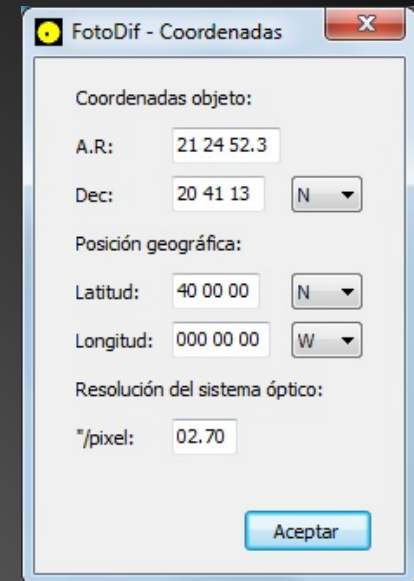 FotoDif - Coordenadas
Coordenadas objeto:
A.R: 21 24 52.3
Dec: 20 41 13 N
Posición geográfica:
Latitud: 40 00 00 N
Longitud: 000 00 00 W
Resolución del sistema óptico:
"/pixel: 02.70
Aceptar